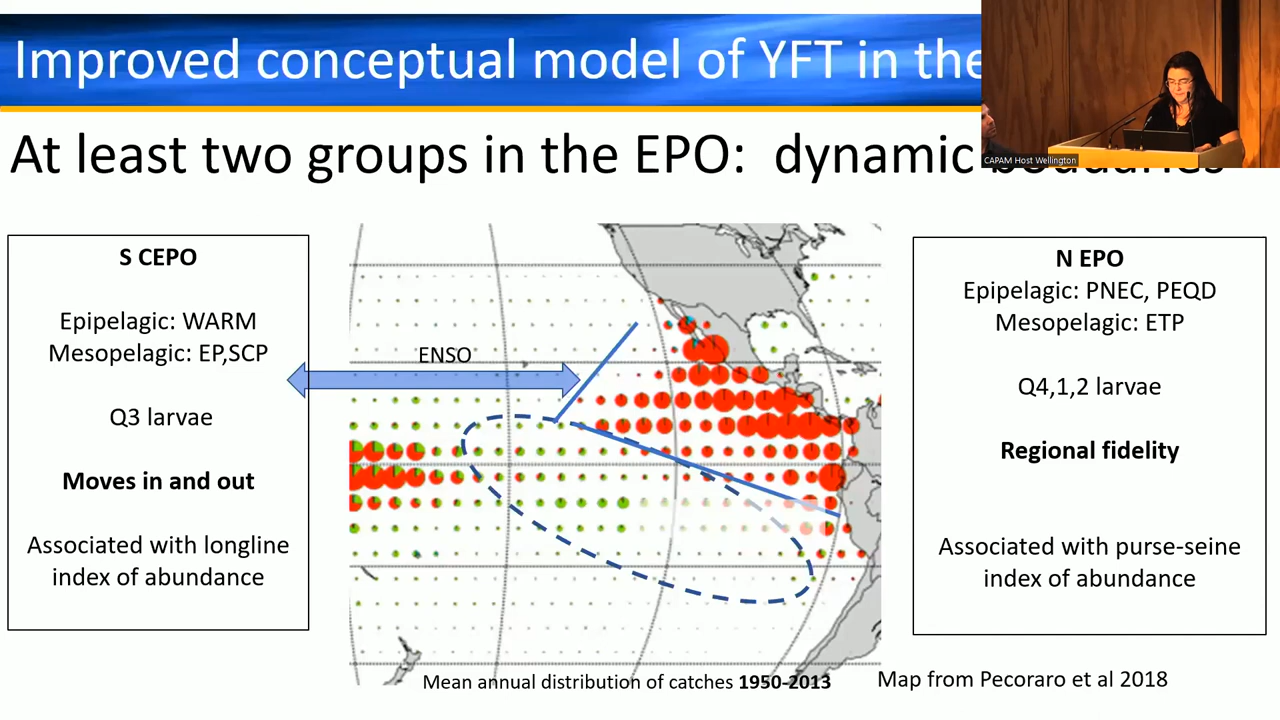 Improved conceptual model of YFT in the
CAPAM Host Wellington
At least two groups in the EPO: dynamic
S CEPO
Epipelagic: WARM
Mesopelagic: EP,SCP
Q3 larvae
Moves in and out
Associated with longline
index of abundance
ENSO
N EPO
Epipelagic: PNEC, PEQD
Mesopelagic: ETP
Q4,1,2 larvae
Regional fidelity
Associated with purse-seine
index of abundance
Mean annual distribution of catches 1950-2013
Map from Pecoraro et al 2018